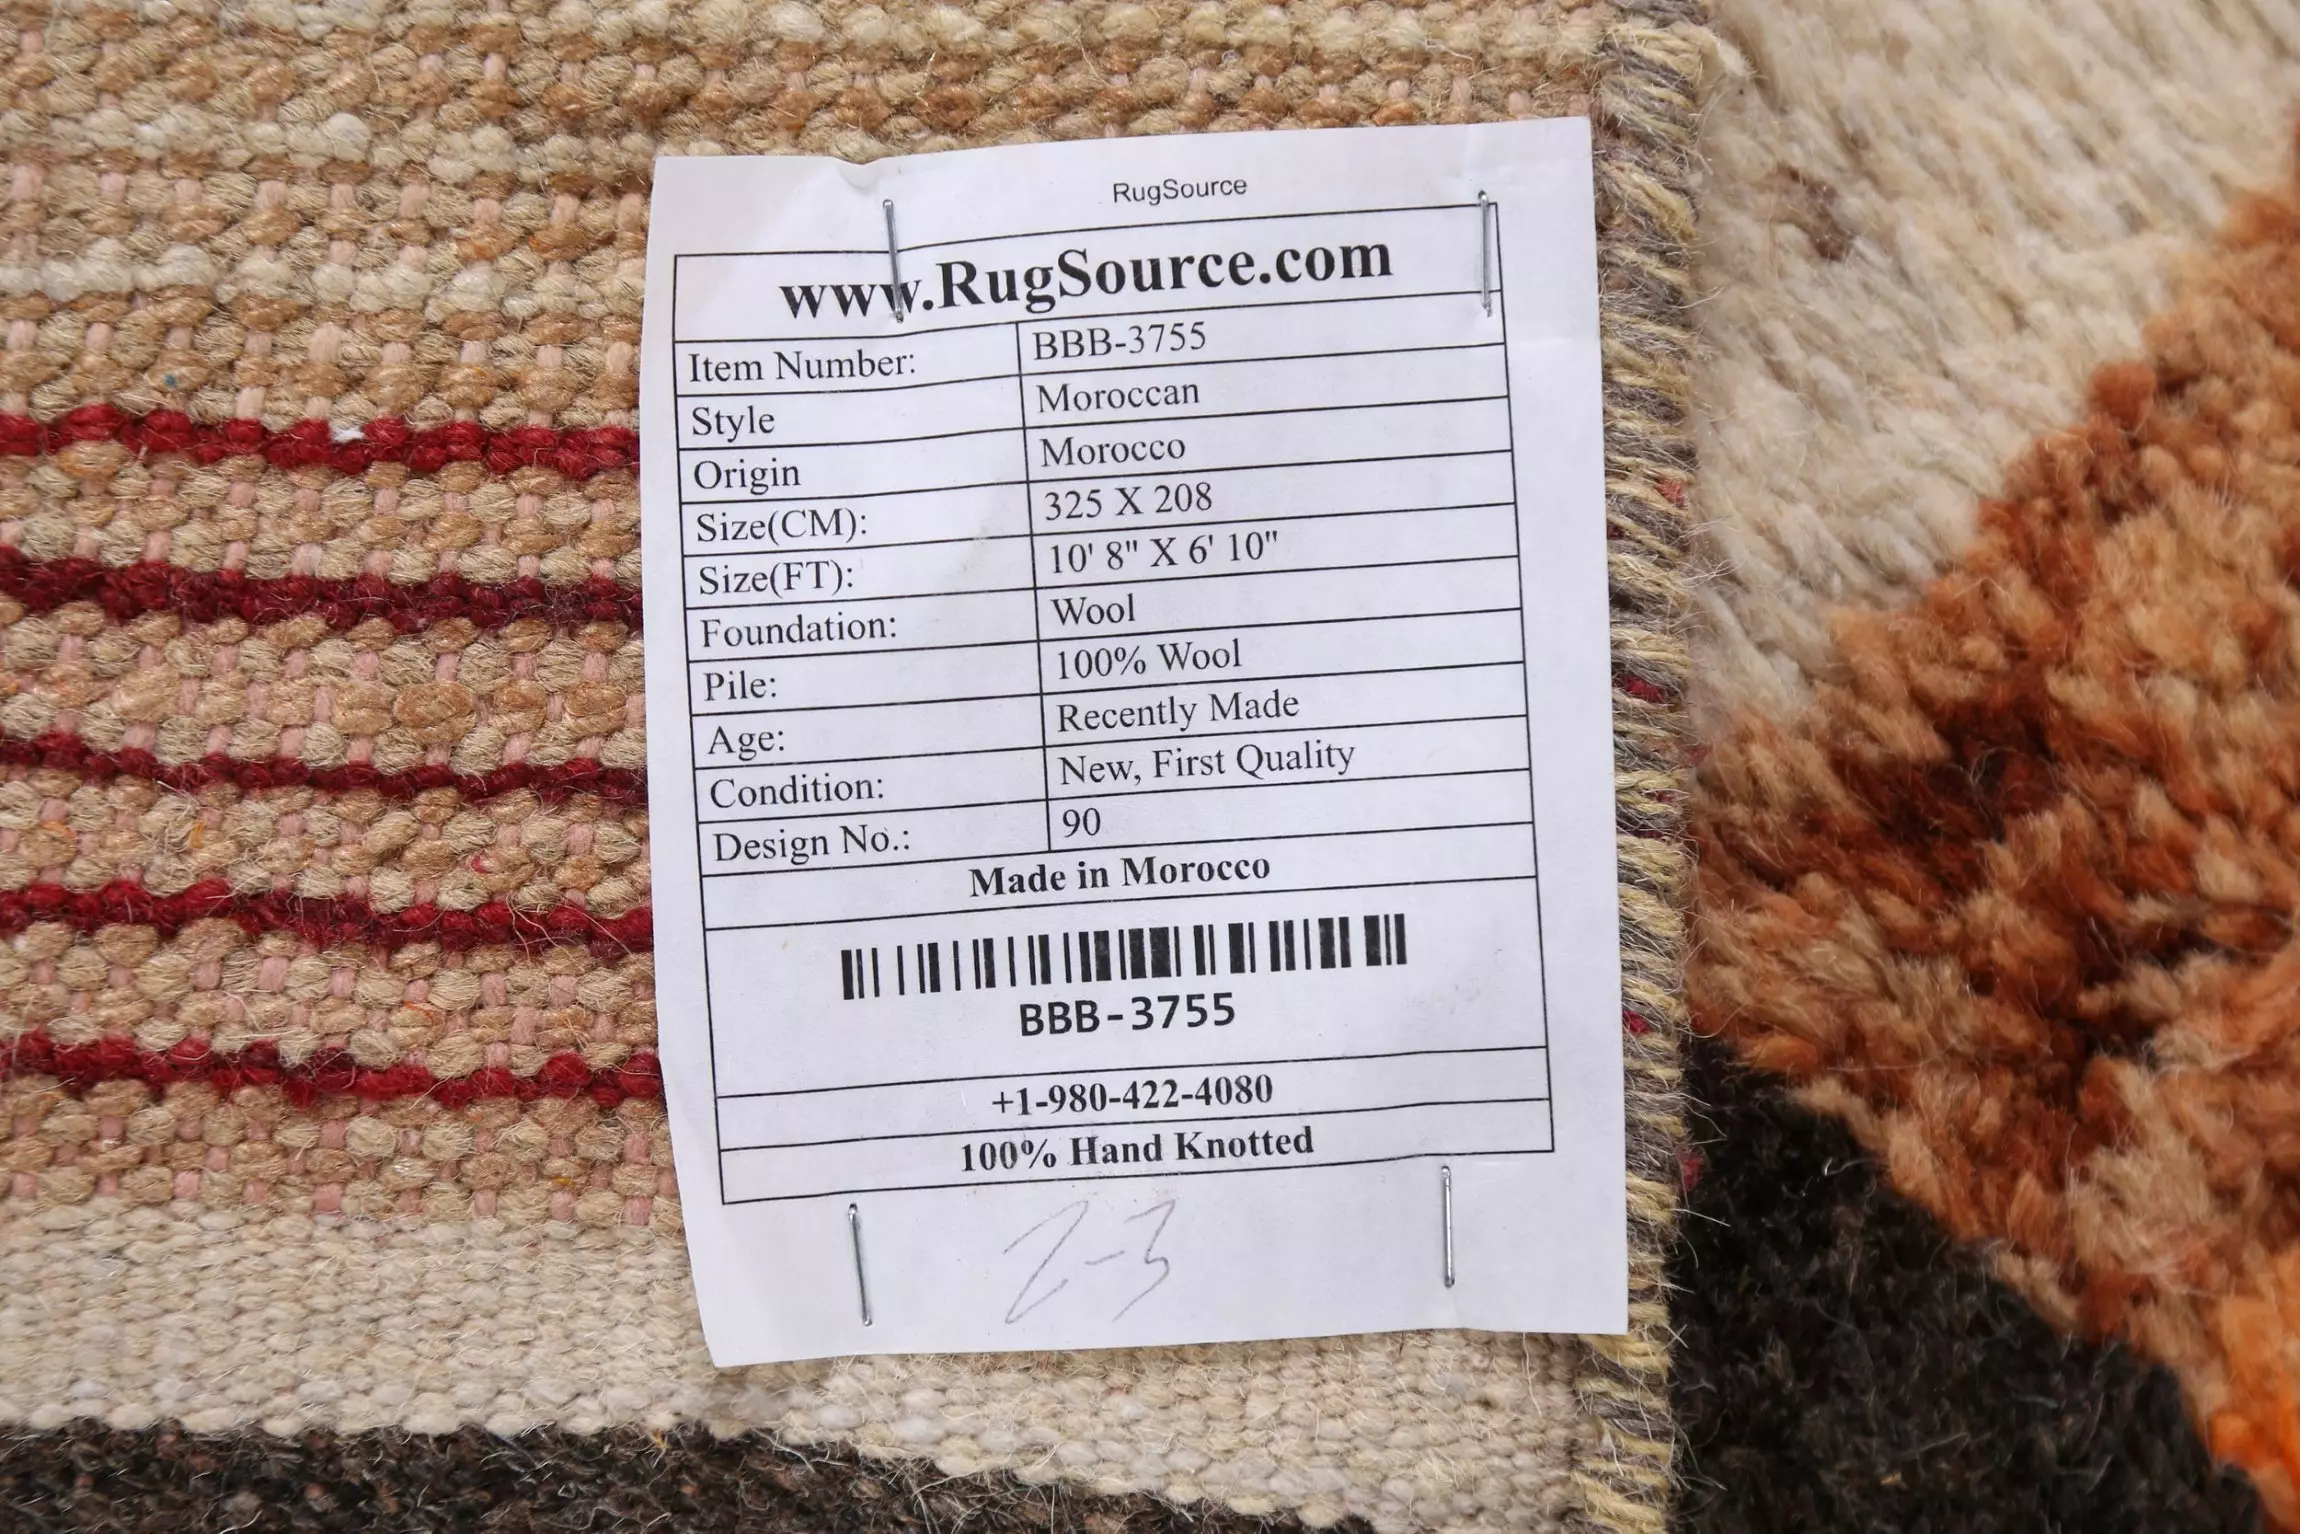 RugSource
www.RugSource.com
Item Number: BBB-3755
Style Moroccan
Origin Morocco
Size(CM): 325 X 208
Size(FT): 10' 8" X 6' 10"
Foundation: Wool
Pile: 100% Wool
Age: Recently Made
Condition: New, First Quality
Design No.: 90
Made in Morocco
BBB-3755
+1-980-422-4080
100% Hand Knotted
2-3